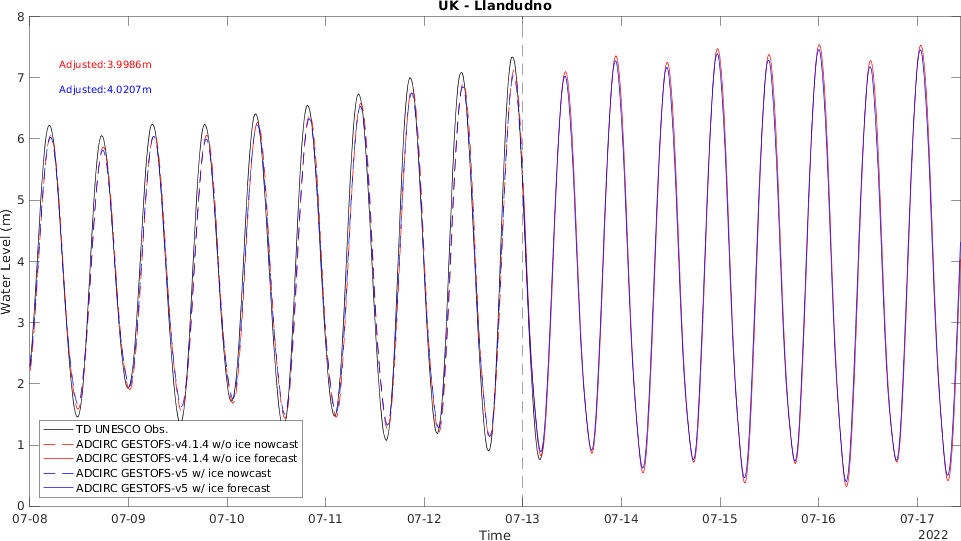 UK - Llandudno
8
7
6
5
4
3
2
1
0
Water Level (m)
Adjusted:3.9986m
Adjusted:4.0207m
TD UNESCO Obs.
ADCIRC GESTOFS-v4.1.4 w/o ice nowcast
ADCIRC GESTOFS-v4.1.4 w/o ice forecast
ADCIRC GESTOFS-v5 w/ ice nowcast
ADCIRC GESTOFS-v5 w/ ice forecast
07-08 07-09 07-10 07-11 07-12 07-13 07-14 07-15 07-16 07-17
Time
2022